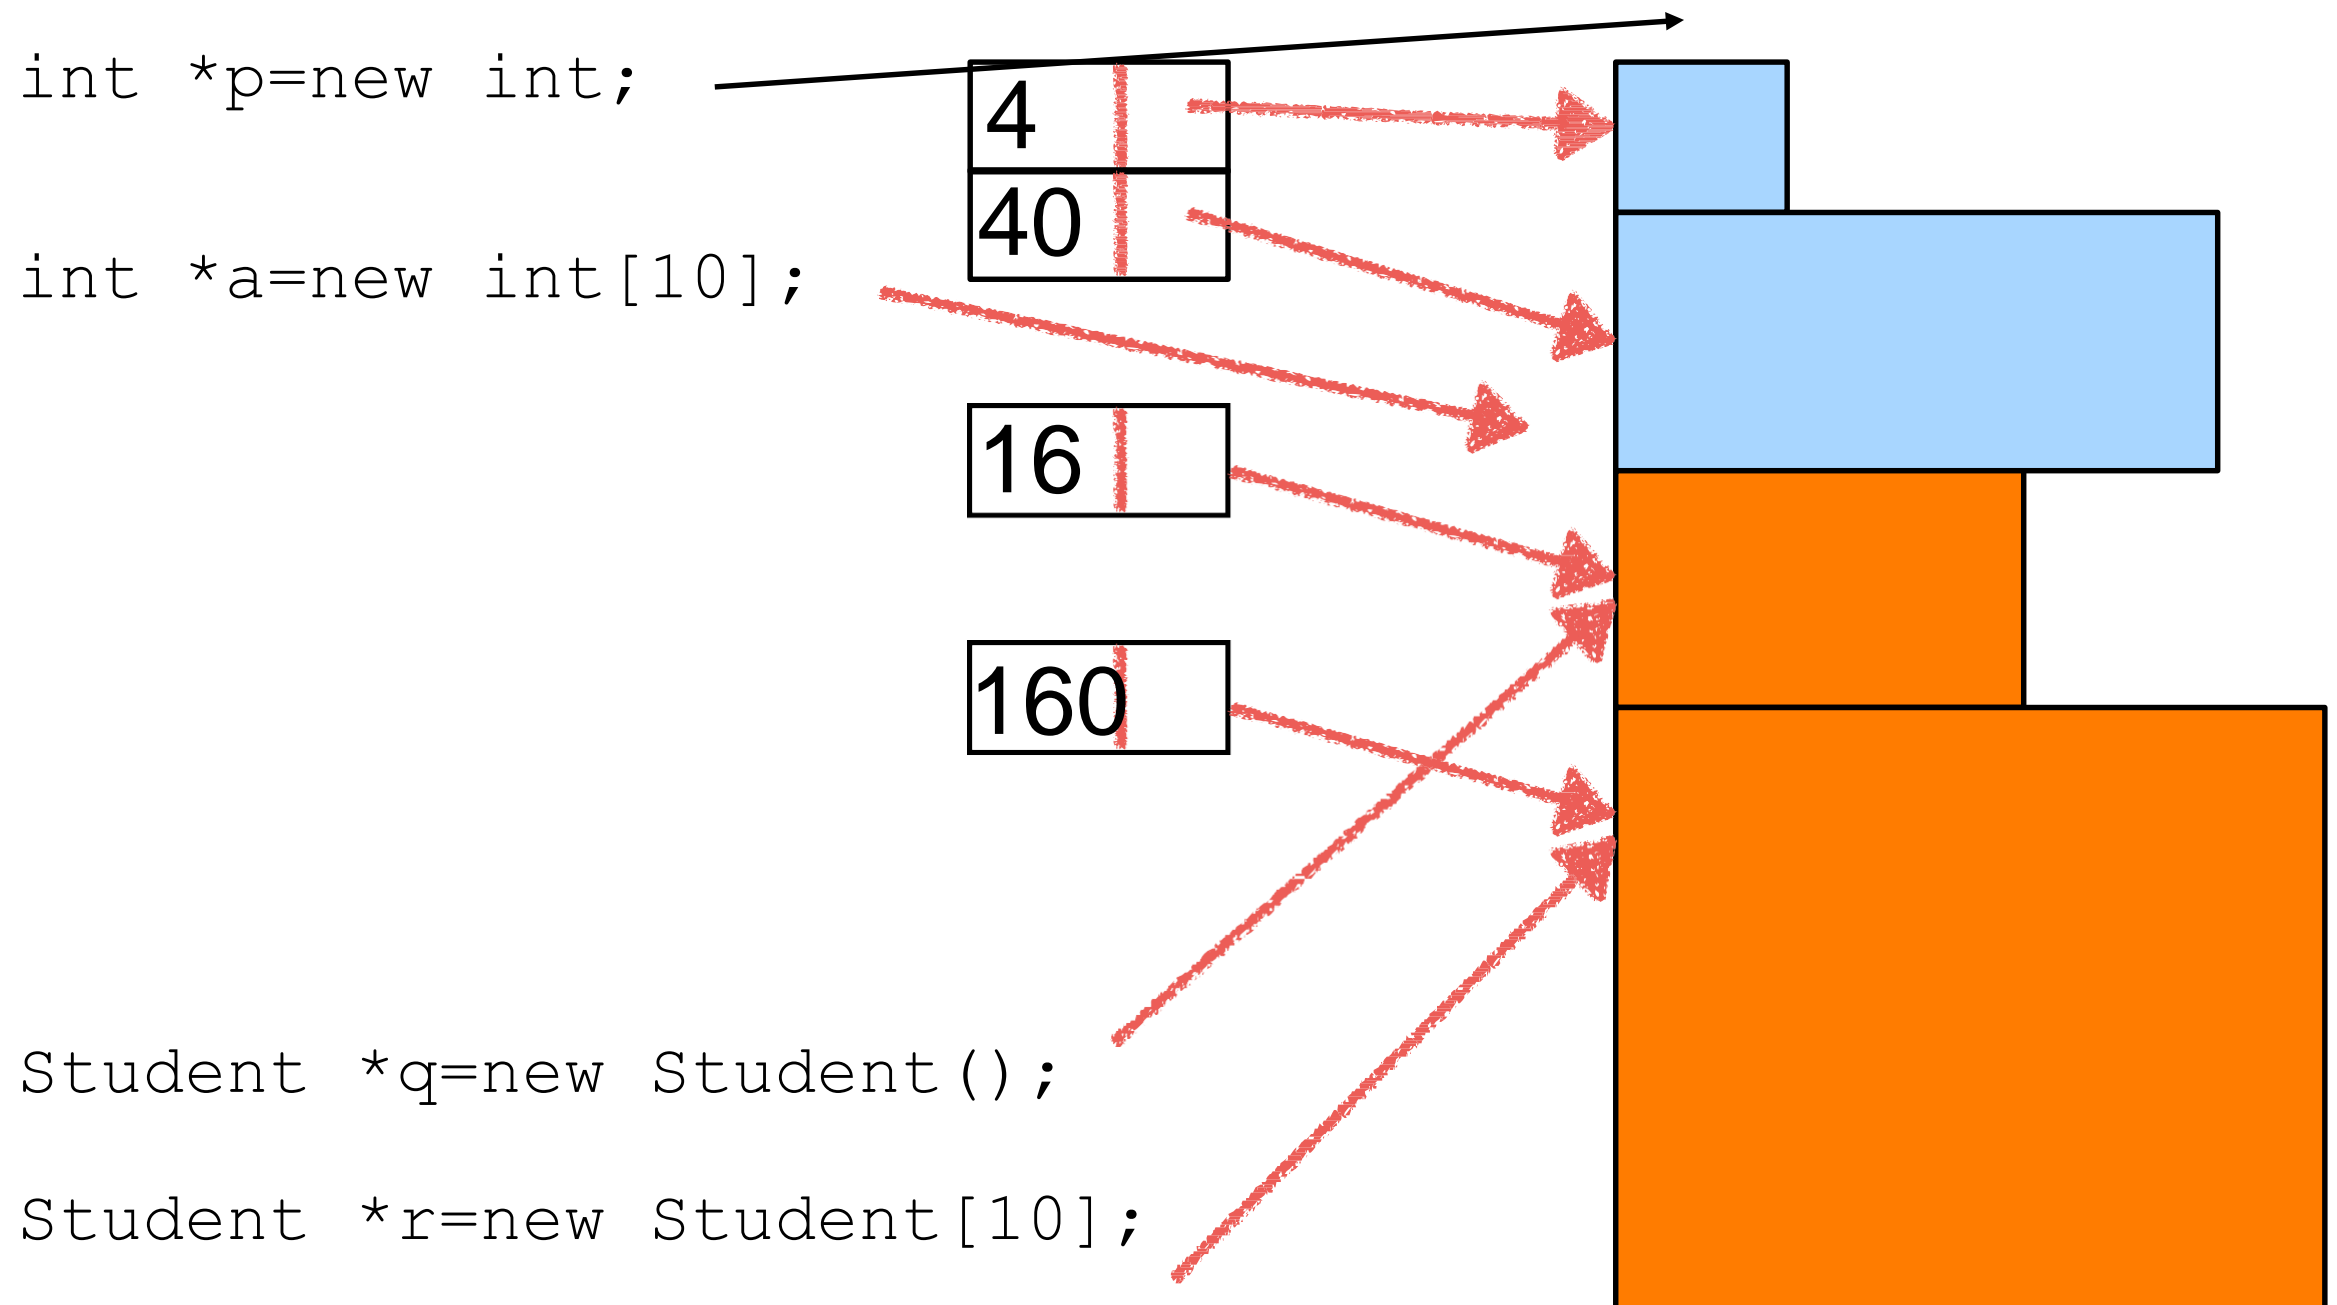 int *p=new int;
4
40
int *a=new int[10];
16
160
Student *q=new Student();
Student *r=new Student[10];